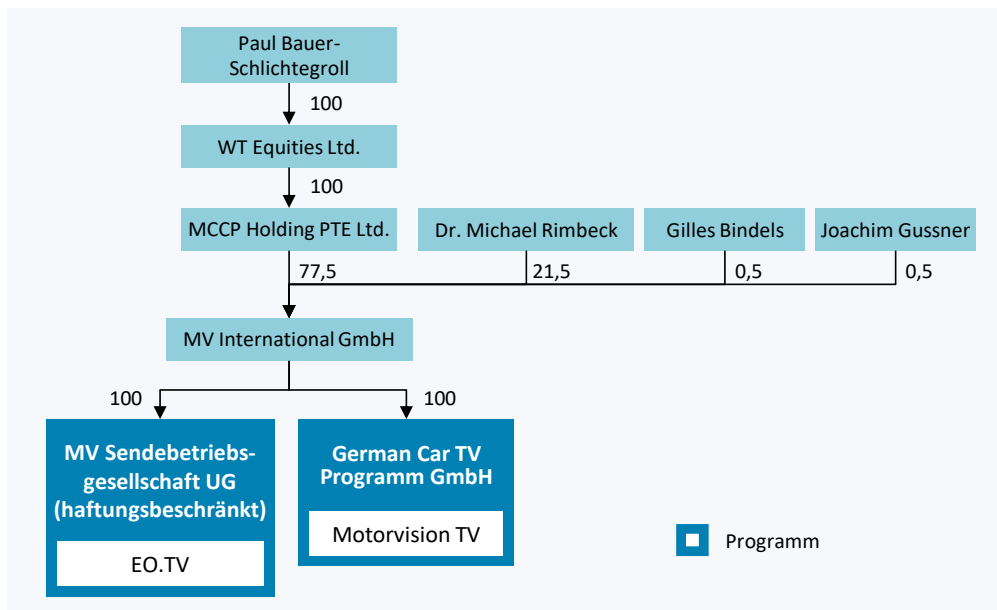 Paul Bauer-
Schlichtegroll
100
WT Equities Ltd.
100
MCCP Holding PTE Ltd.
Dr. Michael Rimbeck
Gilles Bindels
Joachim Gussner
77,5
21,5
0,5
0,5
MV International GmbH
100
100
MV Sendebetriebs-
gesellschaft UG
(haftungsbeschränkt)
EO.TV
German Car TV
Programm GmbH
Motorvision TV
Programm